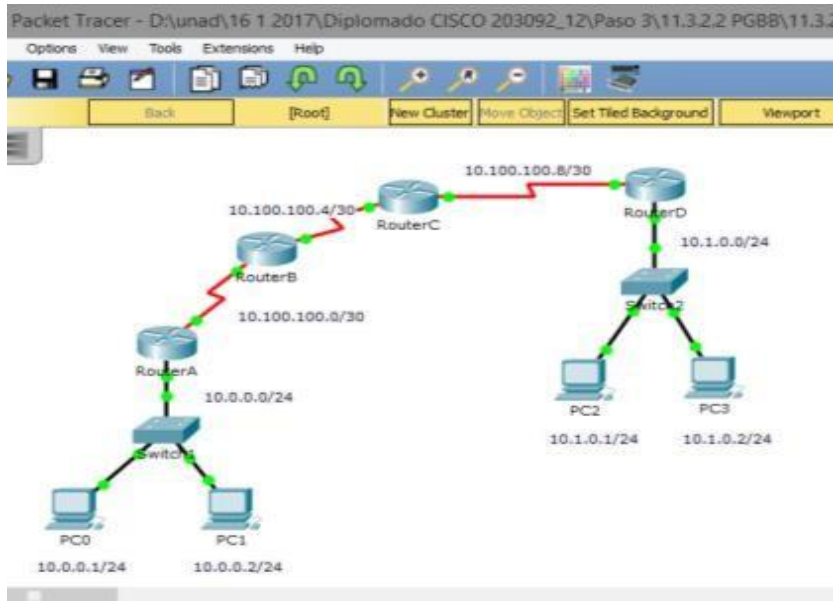 Packet Tracer - D:\unad\16 1 2017\Diplomado CISCO 203092_12\Paso 3\11.3.2.2 PGBB\11.3.2
Options View Tools Extensions Help
Back [Root] New Cluster Move Object Set Tiled Background Viewport
10.100.100.8/30
10.100.100.4/30
RouterC
RouterD
10.1.0.0/24
RouterB
Switch2
10.100.100.0/30
RouterA
10.0.0.0/24
PC2 PC3
10.1.0.1/24 10.1.0.2/24
Switch1
PC0 PC1
10.0.0.1/24 10.0.0.2/24